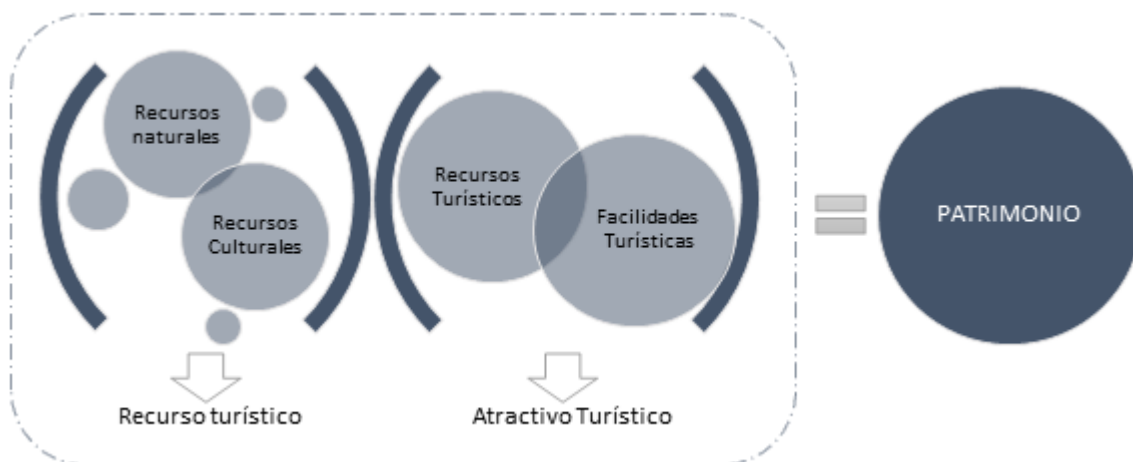 Recursos
naturales
Recursos
Culturales
Recursos
Turísticos
Facilidades
Turísticas
PATRIMONIO
Recurso turístico
Atractivo Turístico